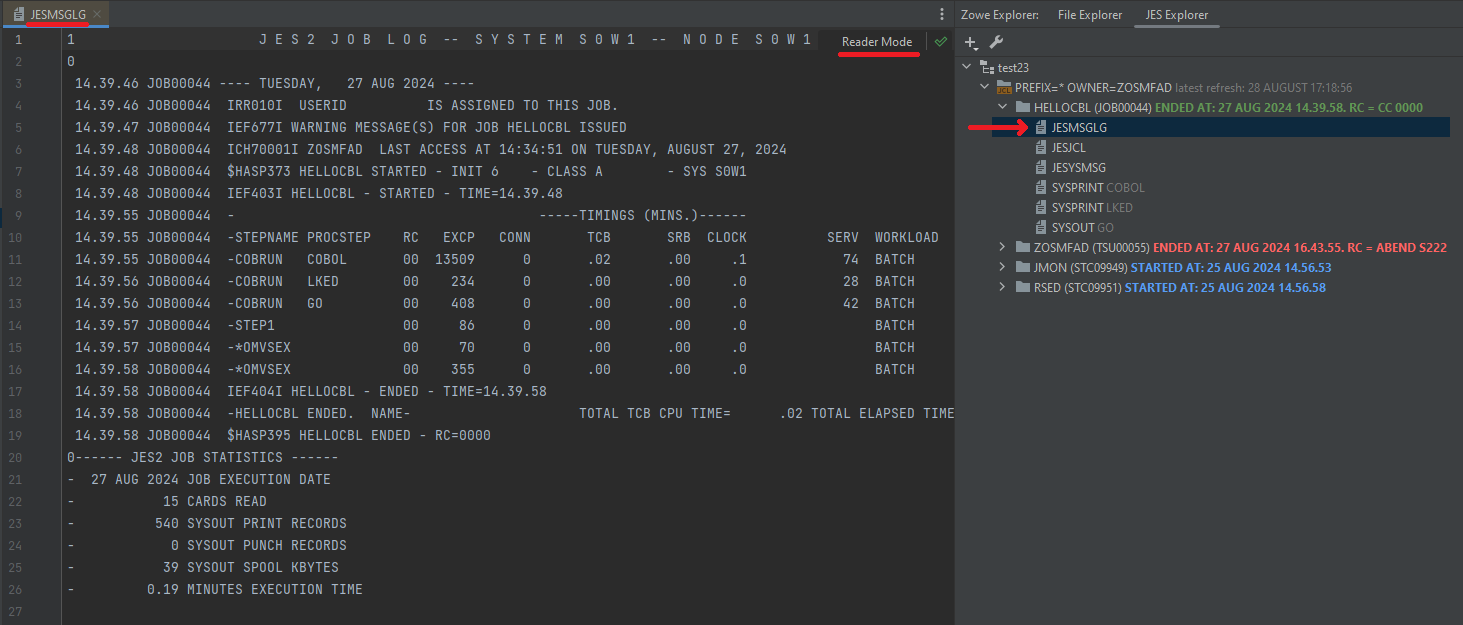 JESMSGLG
Zowe Explorer: File Explorer JES Explorer
Reader Mode
1 1 J E S 2 J O B L O G -- S Y S T E M S 0 W 1 -- N O D E S 0 W 1
2 0
3 14.39.46 JOB00044 ---- TUESDAY, 27 AUG 2024 ----
4 14.39.46 JOB00044 IRR010I USERID IS ASSIGNED TO THIS JOB.
5 14.39.47 JOB00044 IEF677I WARNING MESSAGE(S) FOR JOB HELLOCBL ISSUED
6 14.39.48 JOB00044 ICH70001I ZOSMFAD LAST ACCESS AT 14:34:51 ON TUESDAY, AUGUST 27, 2024
7 14.39.48 JOB00044 $HASP373 HELLOCBL STARTED - INIT 6 - CLASS A - SYS S0W1
8 14.39.48 JOB00044 IEF403I HELLOCBL - STARTED - TIME=14.39.48
9 14.39.55 JOB00044 - -----TIMINGS (MINS.)------
10 14.39.55 JOB00044 -STEPNAME PROCSTEP RC EXCP CONN TCB SRB CLOCK SERV WORKLOAD
11 14.39.55 JOB00044 -COBRUN COBOL 00 13509 0 .02 .00 .1 74 BATCH
12 14.39.56 JOB00044 -COBRUN LKED 00 234 0 .00 .00 .0 28 BATCH
13 14.39.56 JOB00044 -COBRUN GO 00 408 0 .00 .00 .0 42 BATCH
14 14.39.57 JOB00044 -STEP1 00 86 0 .00 .00 .0 BATCH
15 14.39.57 JOB00044 -*OMVSEX 00 70 0 .00 .00 .0 BATCH
16 14.39.58 JOB00044 -*OMVSEX 00 355 0 .00 .00 .0 BATCH
17 14.39.58 JOB00044 IEF404I HELLOCBL - ENDED - TIME=14.39.58
18 14.39.58 JOB00044 -HELLOCBL ENDED. NAME- TOTAL TCB CPU TIME= .02 TOTAL ELAPSED TIME
19 14.39.58 JOB00044 $HASP395 HELLOCBL ENDED - RC=0000
20 0------ JES2 JOB STATISTICS ------
21 - 27 AUG 2024 JOB EXECUTION DATE
22 - 15 CARDS READ
23 - 540 SYSOUT PRINT RECORDS
24 - 0 SYSOUT PUNCH RECORDS
25 - 39 SYSOUT SPOOL KBYTES
26 - 0.19 MINUTES EXECUTION TIME
27
test23
JCL PREFIX=* OWNER=ZOSMFAD latest refresh: 28 AUGUST 17:18:56
HELLOCBL (JOB00044) ENDED AT: 27 AUG 2024 14.39.58. RC = CC 0000
JESMSGLG
JESJCL
JESYSMSG
SYSPRINT COBOL
SYSPRINT LKED
SYSOUT GO
ZOSMFAD (TSU00055) ENDED AT: 27 AUG 2024 16.43.55. RC = ABEND S222
JMON (STC09949) STARTED AT: 25 AUG 2024 14.56.53
RSED (STC09951) STARTED AT: 25 AUG 2024 14.56.58